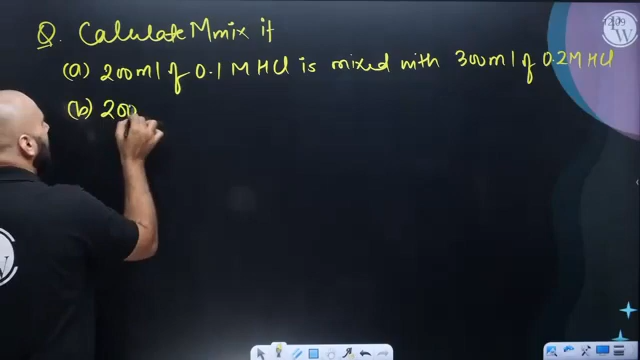 Q. Calculate Mmix if
(a) 200ml of 0.1 M HCl is mixed with 300ml of 0.2M HCl
(b) 200